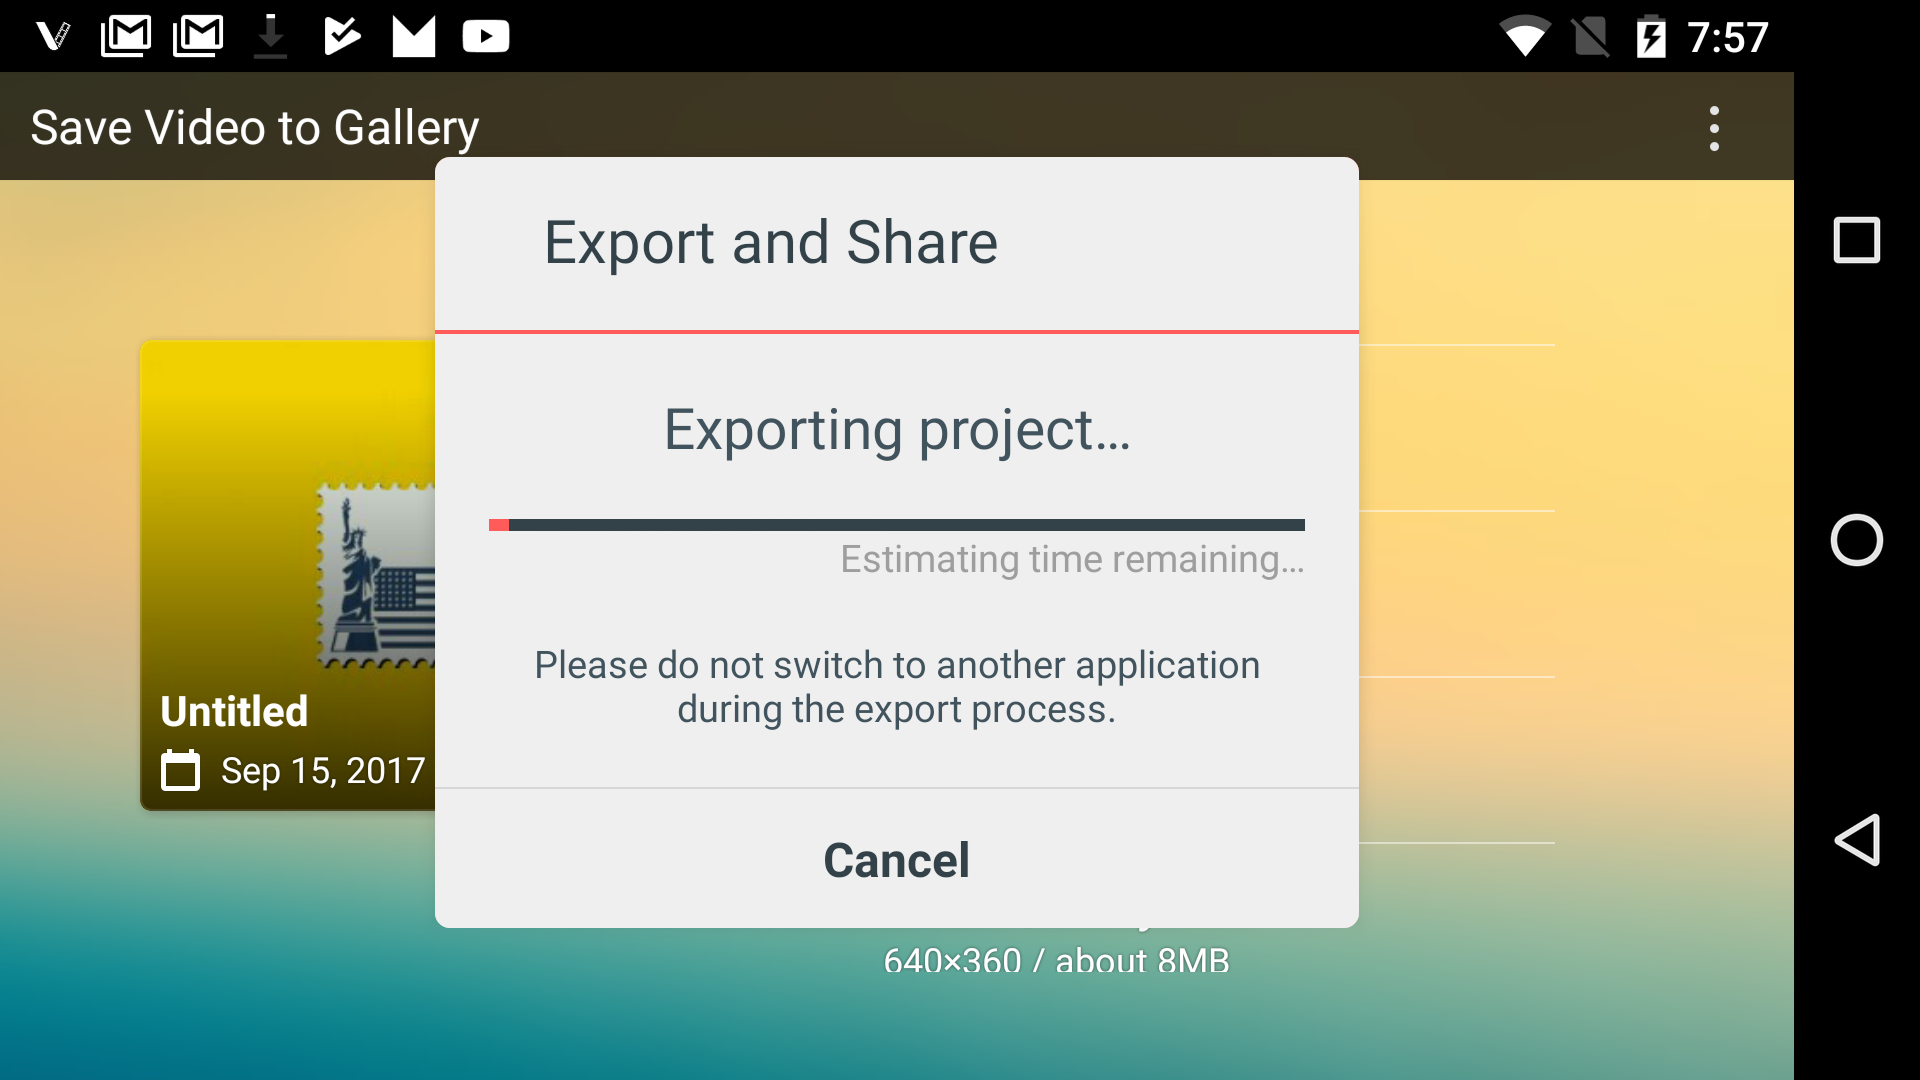 7:57
Save Video to Gallery
Export and Share
Exporting project...
Estimating time remaining...
Please do not switch to another application
during the export process.
Untitled
Sep 15, 2017
Cancel
640×360 / about 8MB